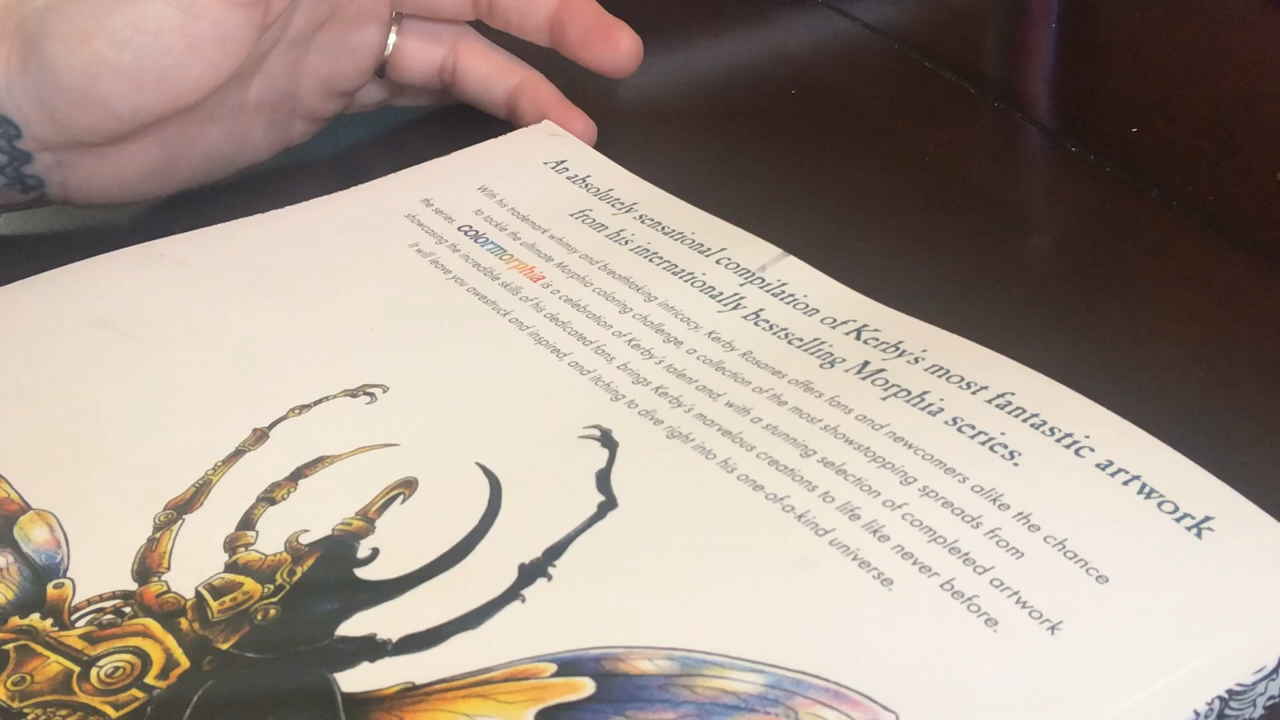 An absolutely sensational compilation of Kerby's most fantastic artwork
from his internationally bestselling Morphia series.
With his trademark whimsy and breathtaking intricacy, Kerby Rosanes offers fans and newcomers alike the chance
to tackle the ultimate Morphia coloring challenge, a collection of the most showstopping spreads from
the series. colormorphia is a celebration of Kerby's talent and, with a stunning selection of completed artwork
showcasing the incredible skills of his dedicated fans, brings Kerby's marvelous creations to life like never before.
It will leave you awestruck and inspired, and itching to dive right into his one-of-a-kind universe.